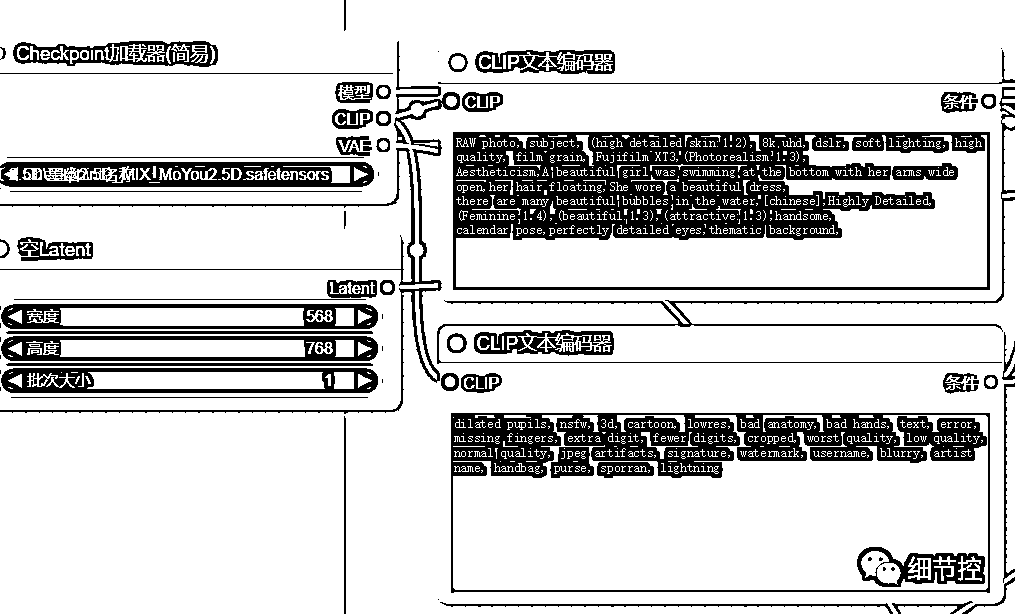 Checkpoint加载器(简易)
模型
CLIP
VAE
MoYou2.5D.safetensors
空Latent
Latent
宽度 568
高度 768
批次大小 1
CLIP文本编码器
CLIP 条件
RAW photo, subject, (high detailed skin:1.2), 8k uhd, dslr, soft lighting, high
quality, film grain, Fujifilm XT3, (Photorealism:1.3),
Aestheticism,A beautiful girl was swimming at the bottom with her arms wide
open,her hair floating,She wore a beautiful dress,
there are many beautiful bubbles in the water,[chinese],Highly Detailed,
(Feminine:1.4),(beautiful:1.3),(attractive:1.3),handsome,
calendar pose,perfectly detailed eyes,thematic background,
CLIP文本编码器
CLIP 条件
dilated pupils, nsfw, 3d, cartoon, lowres, bad anatomy, bad hands, text, error,
missing fingers, extra digit, fewer digits, cropped, worst quality, low quality,
normal quality, jpeg artifacts, signature, watermark, username, blurry, artist
name, handbag, purse, sporran, lightning
细节控